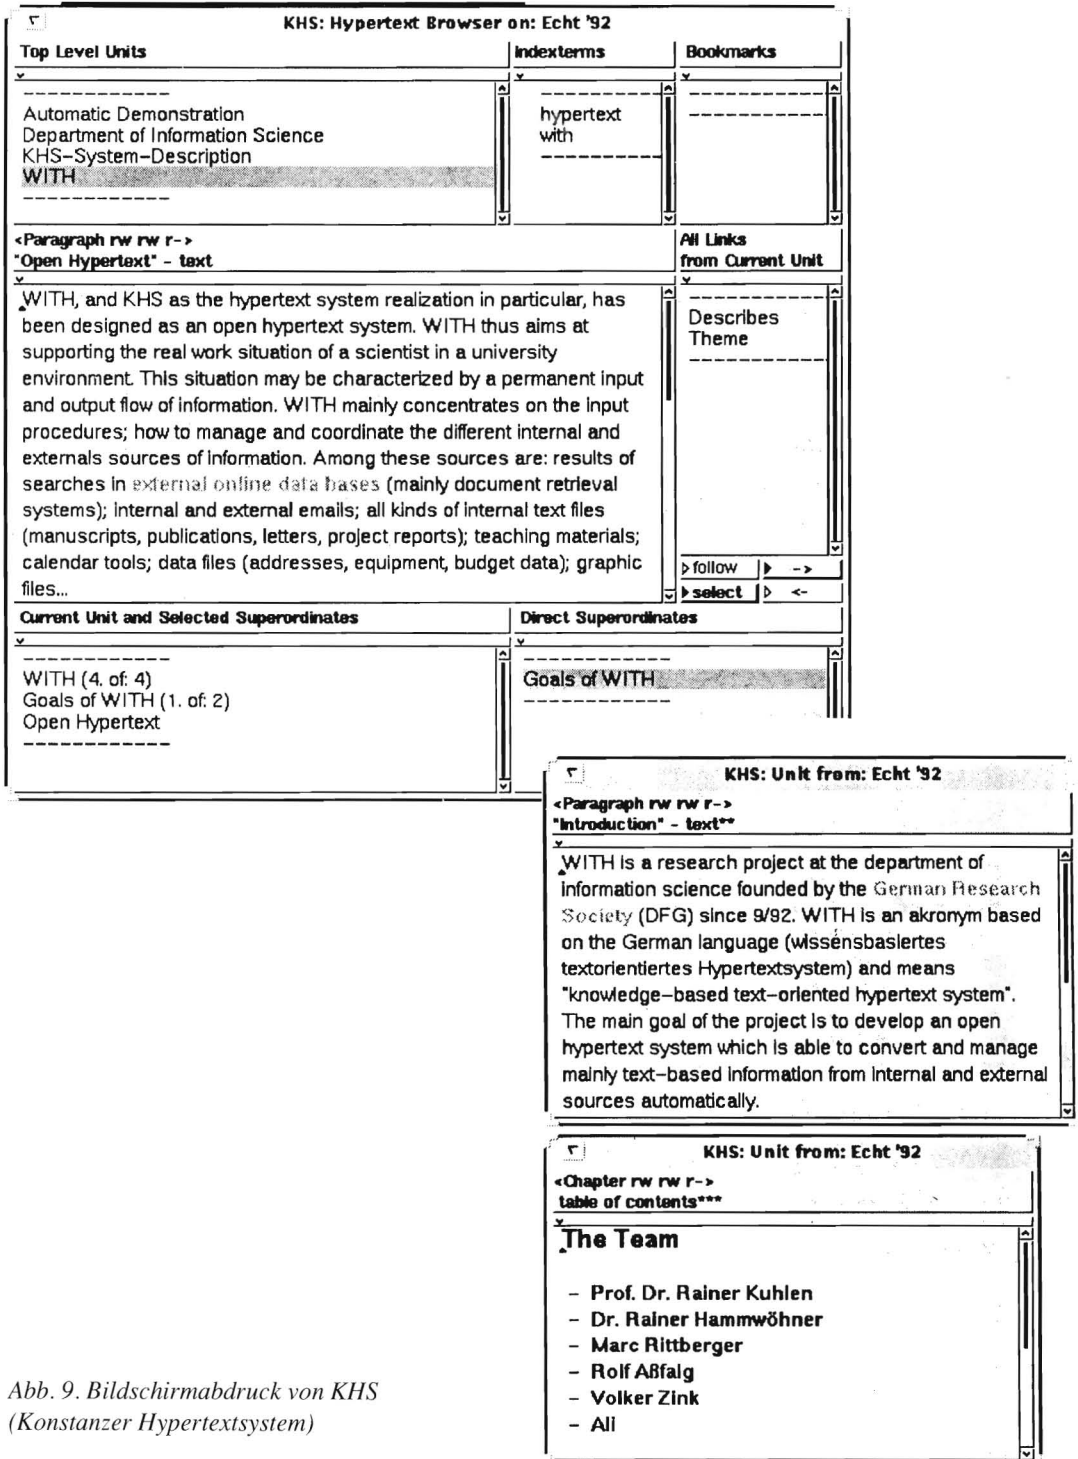 KHS: Hypertext Browser on: Echt '92
Top Level Units
Indexterms
Bookmarks
Automatic Demonstration
Department of Information Science
KHS-System-Description
WITH
hypertext
with
<Paragraph rw rw r->
"Open Hypertext" - text
All Links
from Current Unit
WITH, and KHS as the hypertext system realization in particular, has
been designed as an open hypertext system. WITH thus aims at
supporting the real work situation of a scientist in a university
environment. This situation may be characterized by a permanent input
and output flow of information. WITH mainly concentrates on the input
procedures; how to manage and coordinate the different internal and
externals sources of information. Among these sources are: results of
searches in external online data bases (mainly document retrieval
systems); internal and external emails; all kinds of internal text files
(manuscripts, publications, letters, project reports); teaching materials;
calendar tools; data files (addresses, equipment, budget data); graphic
files...
Describes
Theme
follow ->
select <-
Current Unit and Selected Superordinates
Direct Superordinates
WITH (4. of: 4)
Goals of WITH (1. of: 2)
Open Hypertext
Goals of WITH
KHS: Unit from: Echt '92
<Paragraph rw rw r->
"Introduction" - text**
WITH is a research project at the department of
information science founded by the German Research
Society (DFG) since 9/92. WITH is an akronym based
on the German language (wissensbasiertes
textorientiertes Hypertextsystem) and means
"knowledge-based text-oriented hypertext system".
The main goal of the project is to develop an open
hypertext system which is able to convert and manage
mainly text-based information from internal and external
sources automatically.
KHS: Unit from: Echt '92
<Chapter rw rw r->
table of contents***
The Team
- Prof. Dr. Rainer Kuhlen
- Dr. Rainer Hammwöhner
- Marc Rittberger
- Rolf Aßfalg
- Volker Zink
- Ali
Abb. 9. Bildschirmabdruck von KHS
(Konstanzer Hypertextsystem)